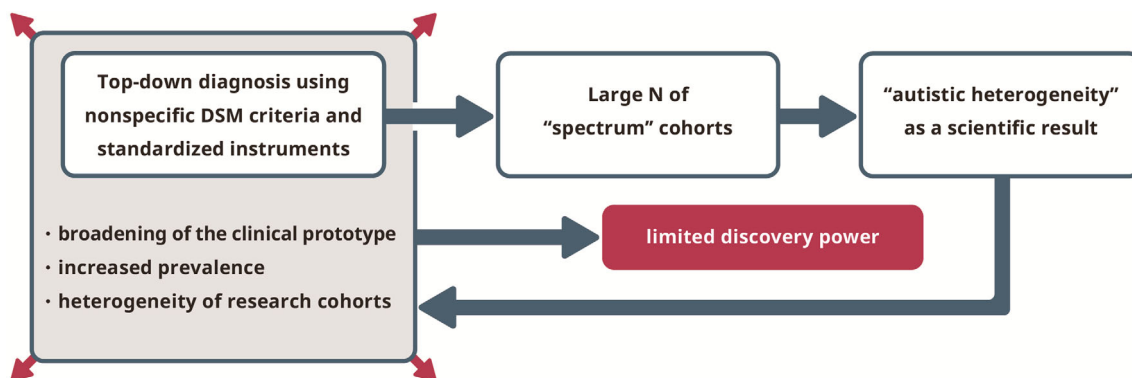 Top-down diagnosis using
nonspecific DSM criteria and
standardized instruments
Large N of
“spectrum” cohorts
“autistic heterogeneity”
as a scientific result
· broadening of the clinical prototype
· increased prevalence
· heterogeneity of research cohorts
limited discovery power